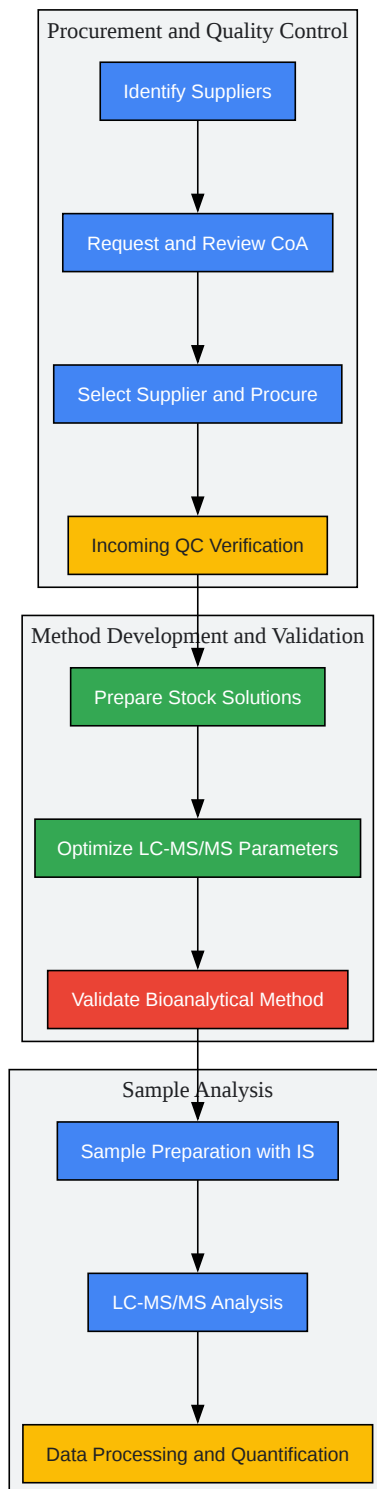 Procurement and Quality Control
Identify Suppliers
Request and Review CoA
Select Supplier and Procure
Incoming QC Verification
Method Development and Validation
Prepare Stock Solutions
Optimize LC-MS/MS Parameters
Validate Bioanalytical Method
Sample Analysis
Sample Preparation with IS
LC-MS/MS Analysis
Data Processing and Quantification